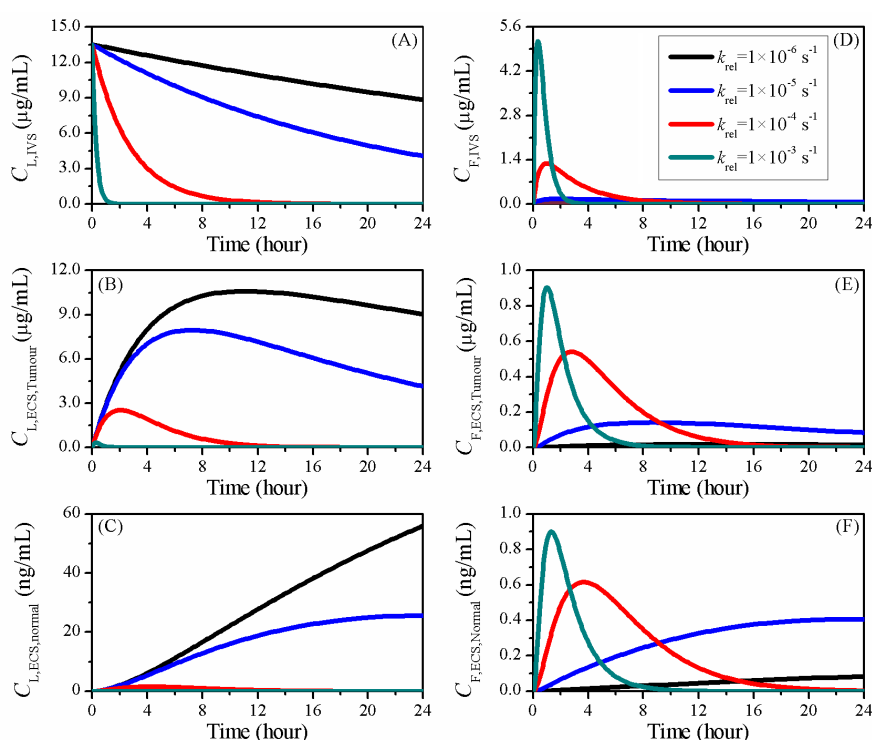 15.0
12.0
9.0
6.0
3.0
0.0
C_L,IVS (μg/mL)
(A)
0 4 8 12 16 20 24
Time (hour)
5.6
4.2
2.8
1.4
0.0
C_F,IVS (μg/mL)
(D)
k_rel=1×10⁻⁶ s⁻¹
k_rel=1×10⁻⁵ s⁻¹
k_rel=1×10⁻⁴ s⁻¹
k_rel=1×10⁻³ s⁻¹
0 4 8 12 16 20 24
Time (hour)
12.0
9.0
6.0
3.0
0.0
C_L,ECS,Tumour (μg/mL)
(B)
0 4 8 12 16 20 24
Time (hour)
1.0
0.8
0.6
0.4
0.2
0.0
C_F,ECS,Tumour (μg/mL)
(E)
0 4 8 12 16 20 24
Time (hour)
60
40
20
0
C_L,ECS,normal (ng/mL)
(C)
0 4 8 12 16 20 24
Time (hour)
1.0
0.8
0.6
0.4
0.2
0.0
C_F,ECS,Normal (ng/mL)
(F)
0 4 8 12 16 20 24
Time (hour)